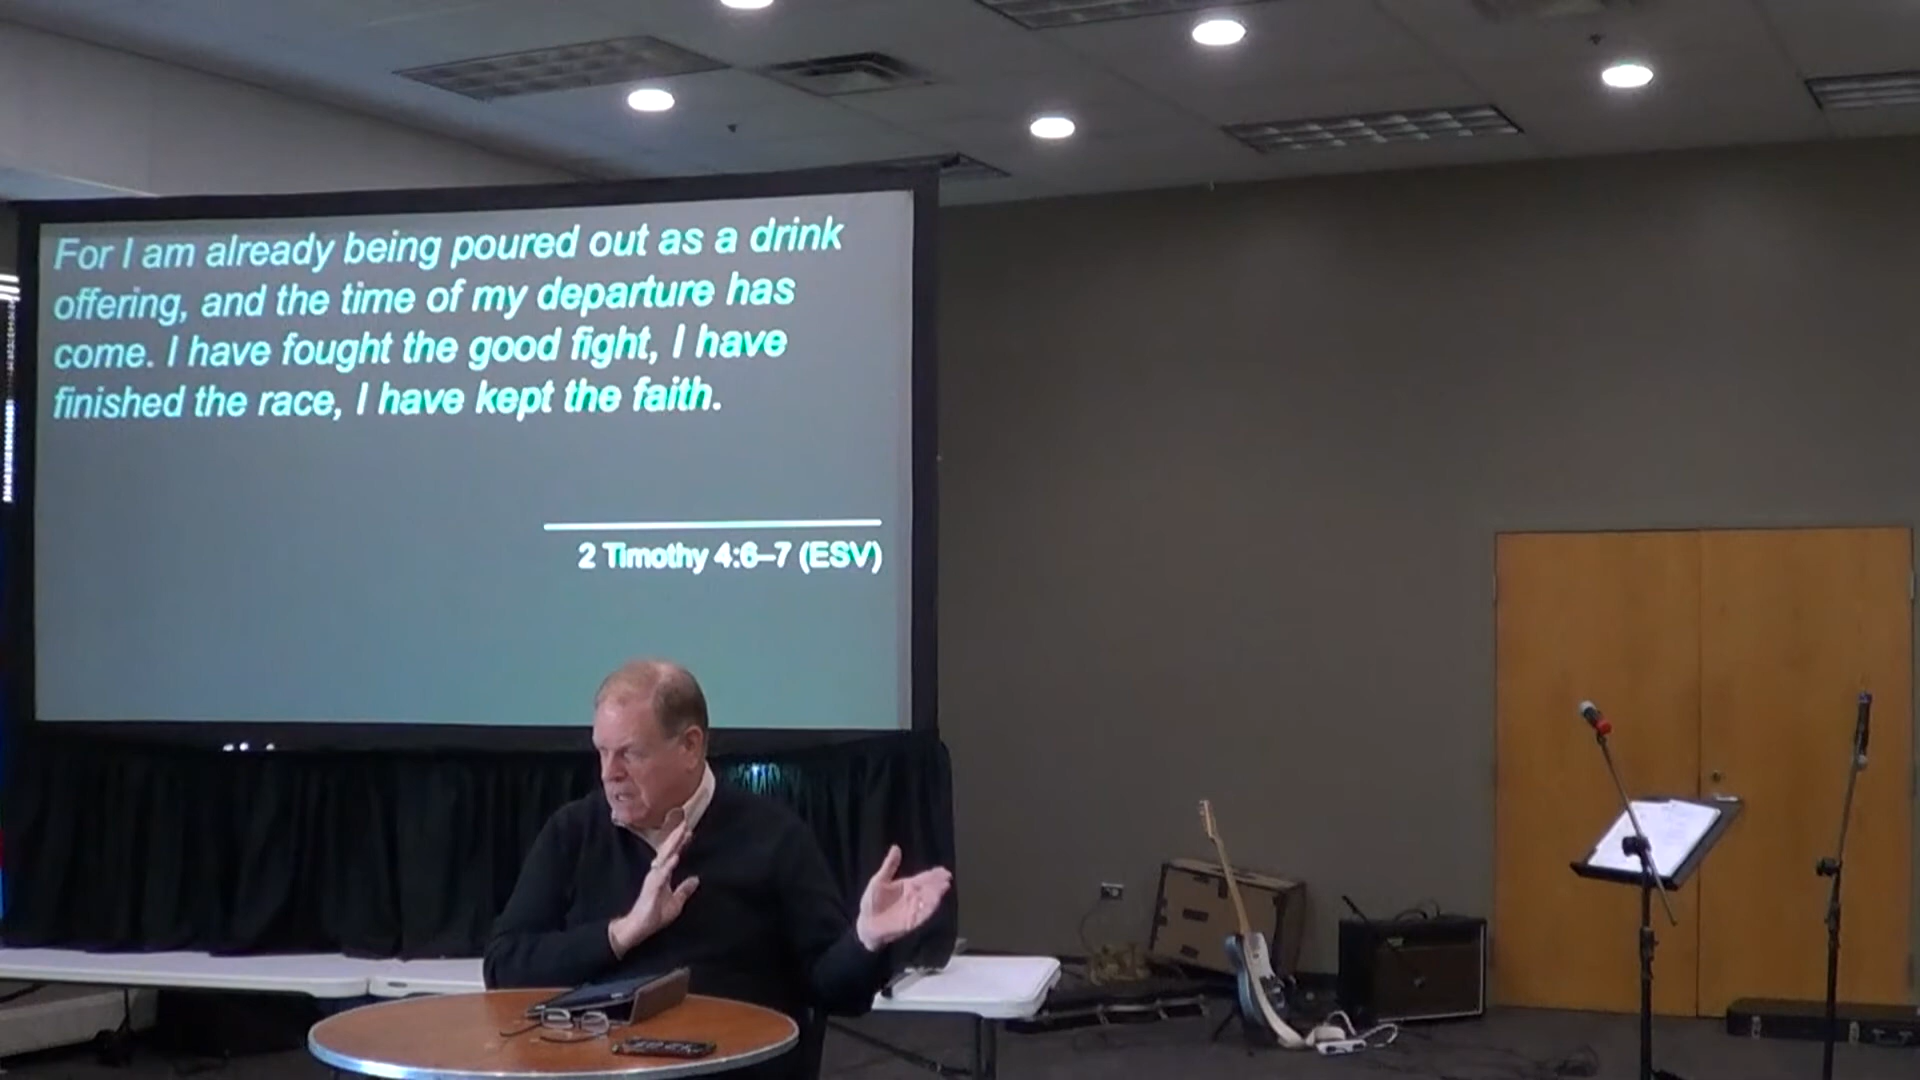 For I am already being poured out as a drink
offering, and the time of my departure has
come. I have fought the good fight, I have
finished the race, I have kept the faith.
2 Timothy 4:6–7 (ESV)